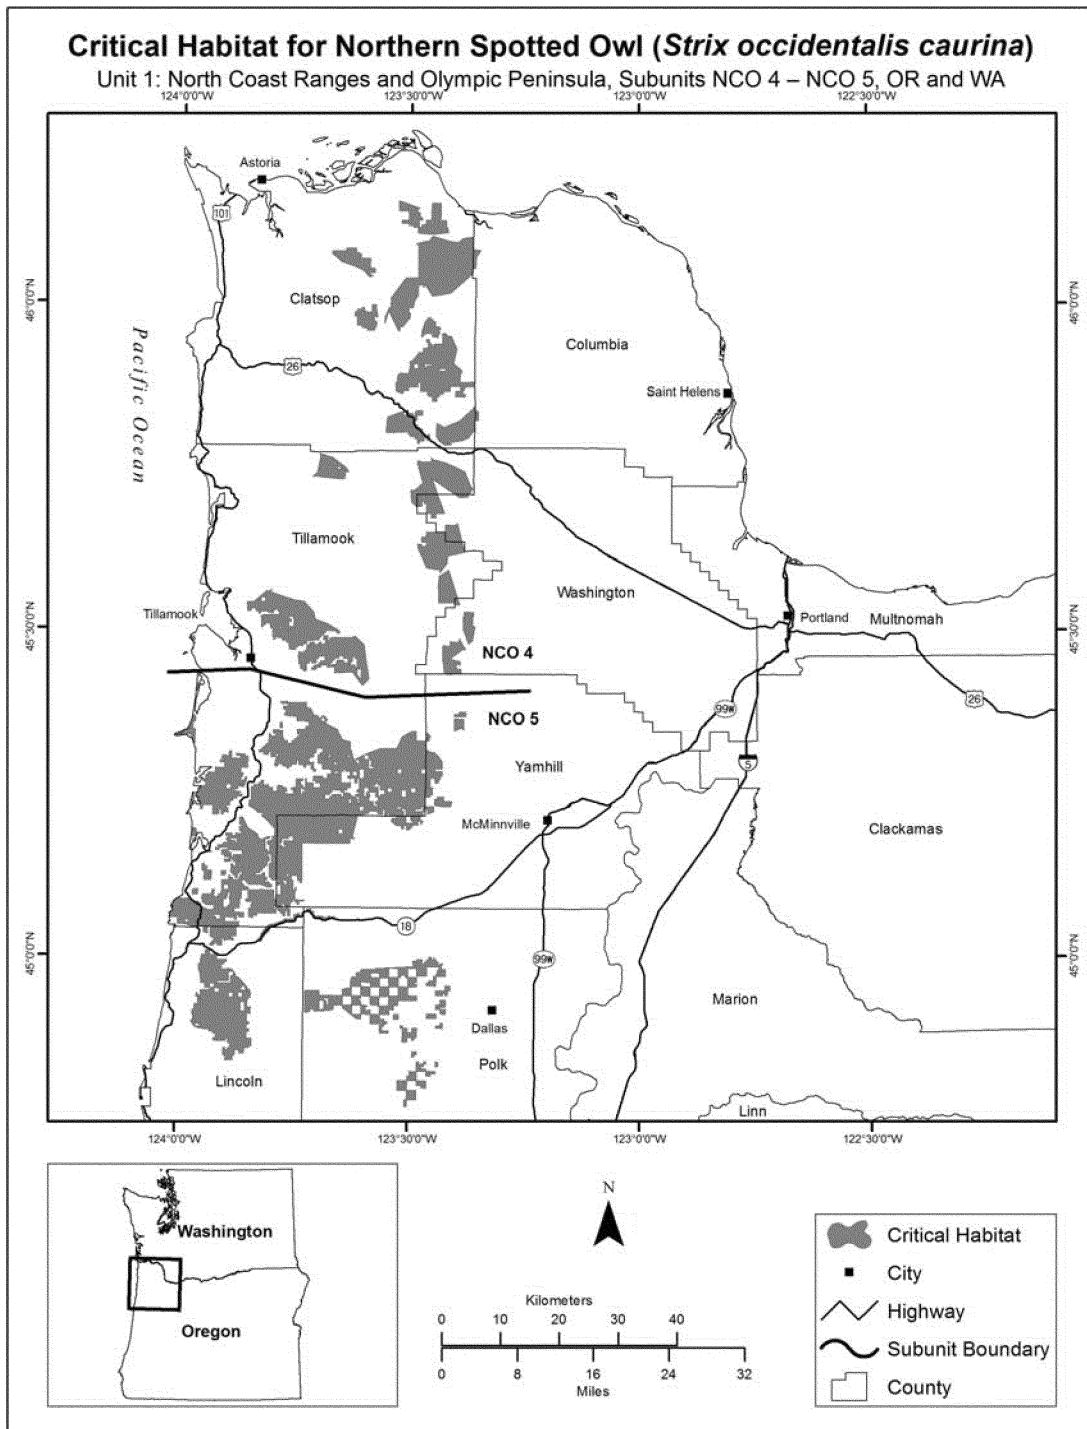 Critical Habitat for Northern Spotted Owl (Strix occidentalis caurina)
Unit 1: North Coast Ranges and Olympic Peninsula, Subunits NCO 4 – NCO 5, OR and WA
124°0'0"W
123°30'0"W
123°0'0"W
122°30'0"W
Astoria
101
46°0'0"N
Clatsop
46°0'0"N
Pacific Ocean
Columbia
26
Saint Helens
Tillamook
Washington
Tillamook
Portland
Multnomah
45°30'0"N
45°30'0"N
NCO 4
26
99W
NCO 5
Yamhill
5
McMinnville
Clackamas
18
45°0'0"N
45°0'0"N
99W
Marion
Dallas
Polk
Lincoln
Linn
124°0'0"W
123°30'0"W
123°0'0"W
122°30'0"W
Washington
Oregon
N
Kilometers
0 10 20 30 40
0 8 16 24 32
Miles
Critical Habitat
City
Highway
Subunit Boundary
County